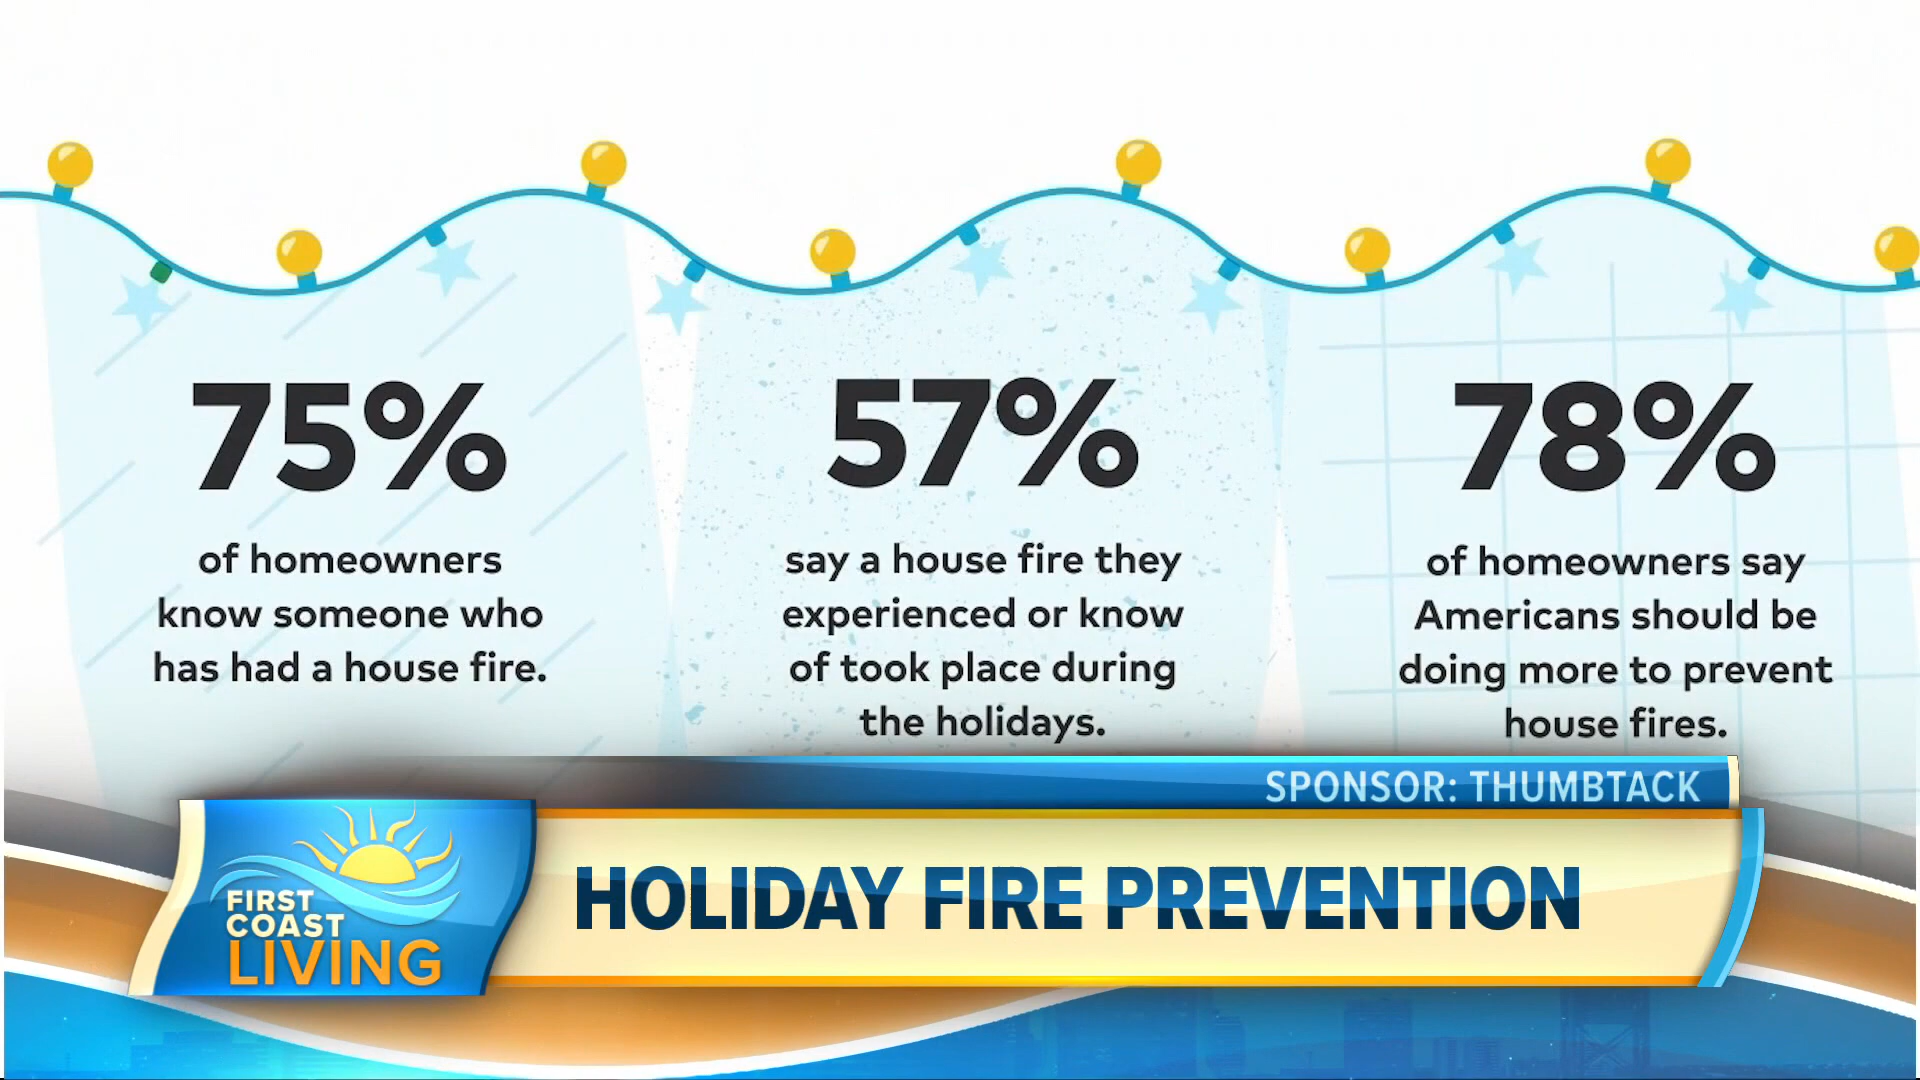 75%
of homeowners
know someone who
has had a house fire.
57%
say a house fire they
experienced or know
of took place during
the holidays.
78%
of homeowners say
Americans should be
doing more to prevent
house fires.
SPONSOR: THUMBTACK
FIRST
COAST
LIVING
HOLIDAY FIRE PREVENTION